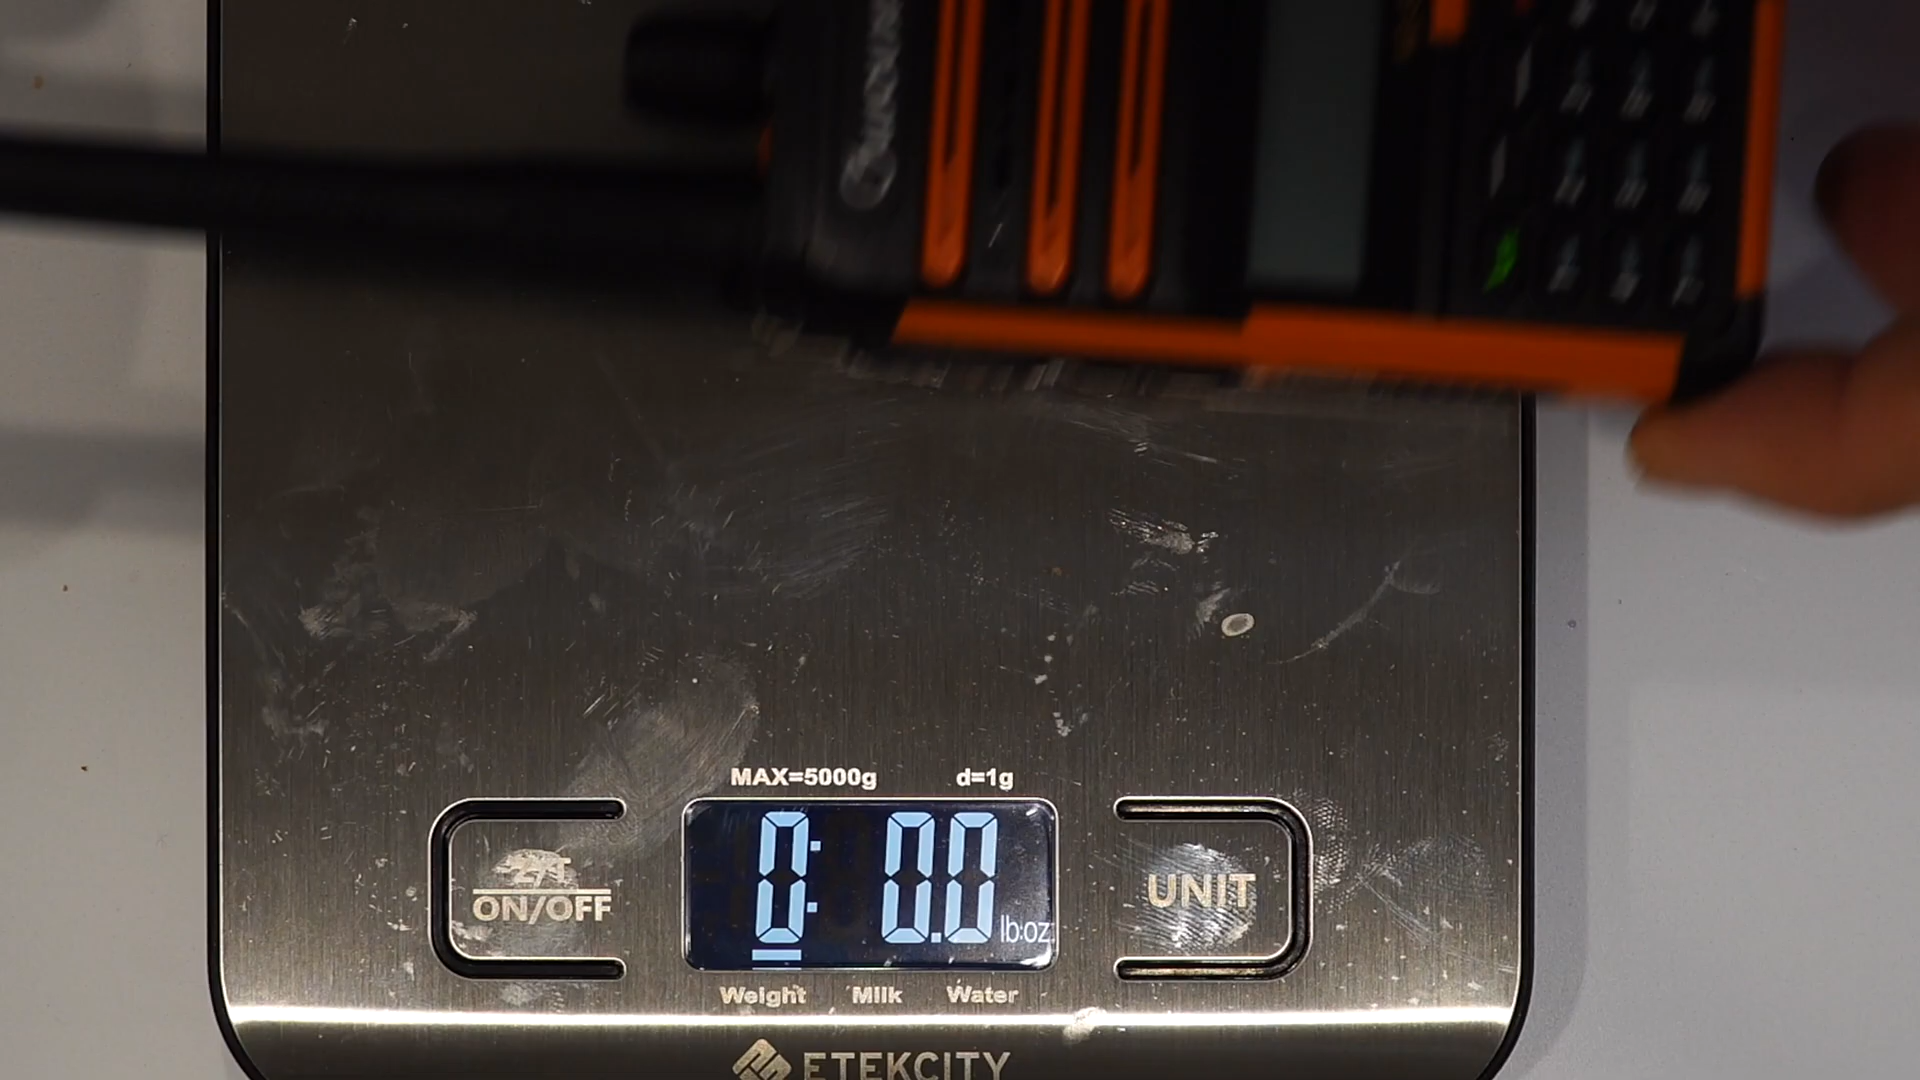 MAX=5000g d=1g
0: 0.0 lb:oz
Z/T
ON/OFF
UNIT
Weight Milk Water
ETEKCITY